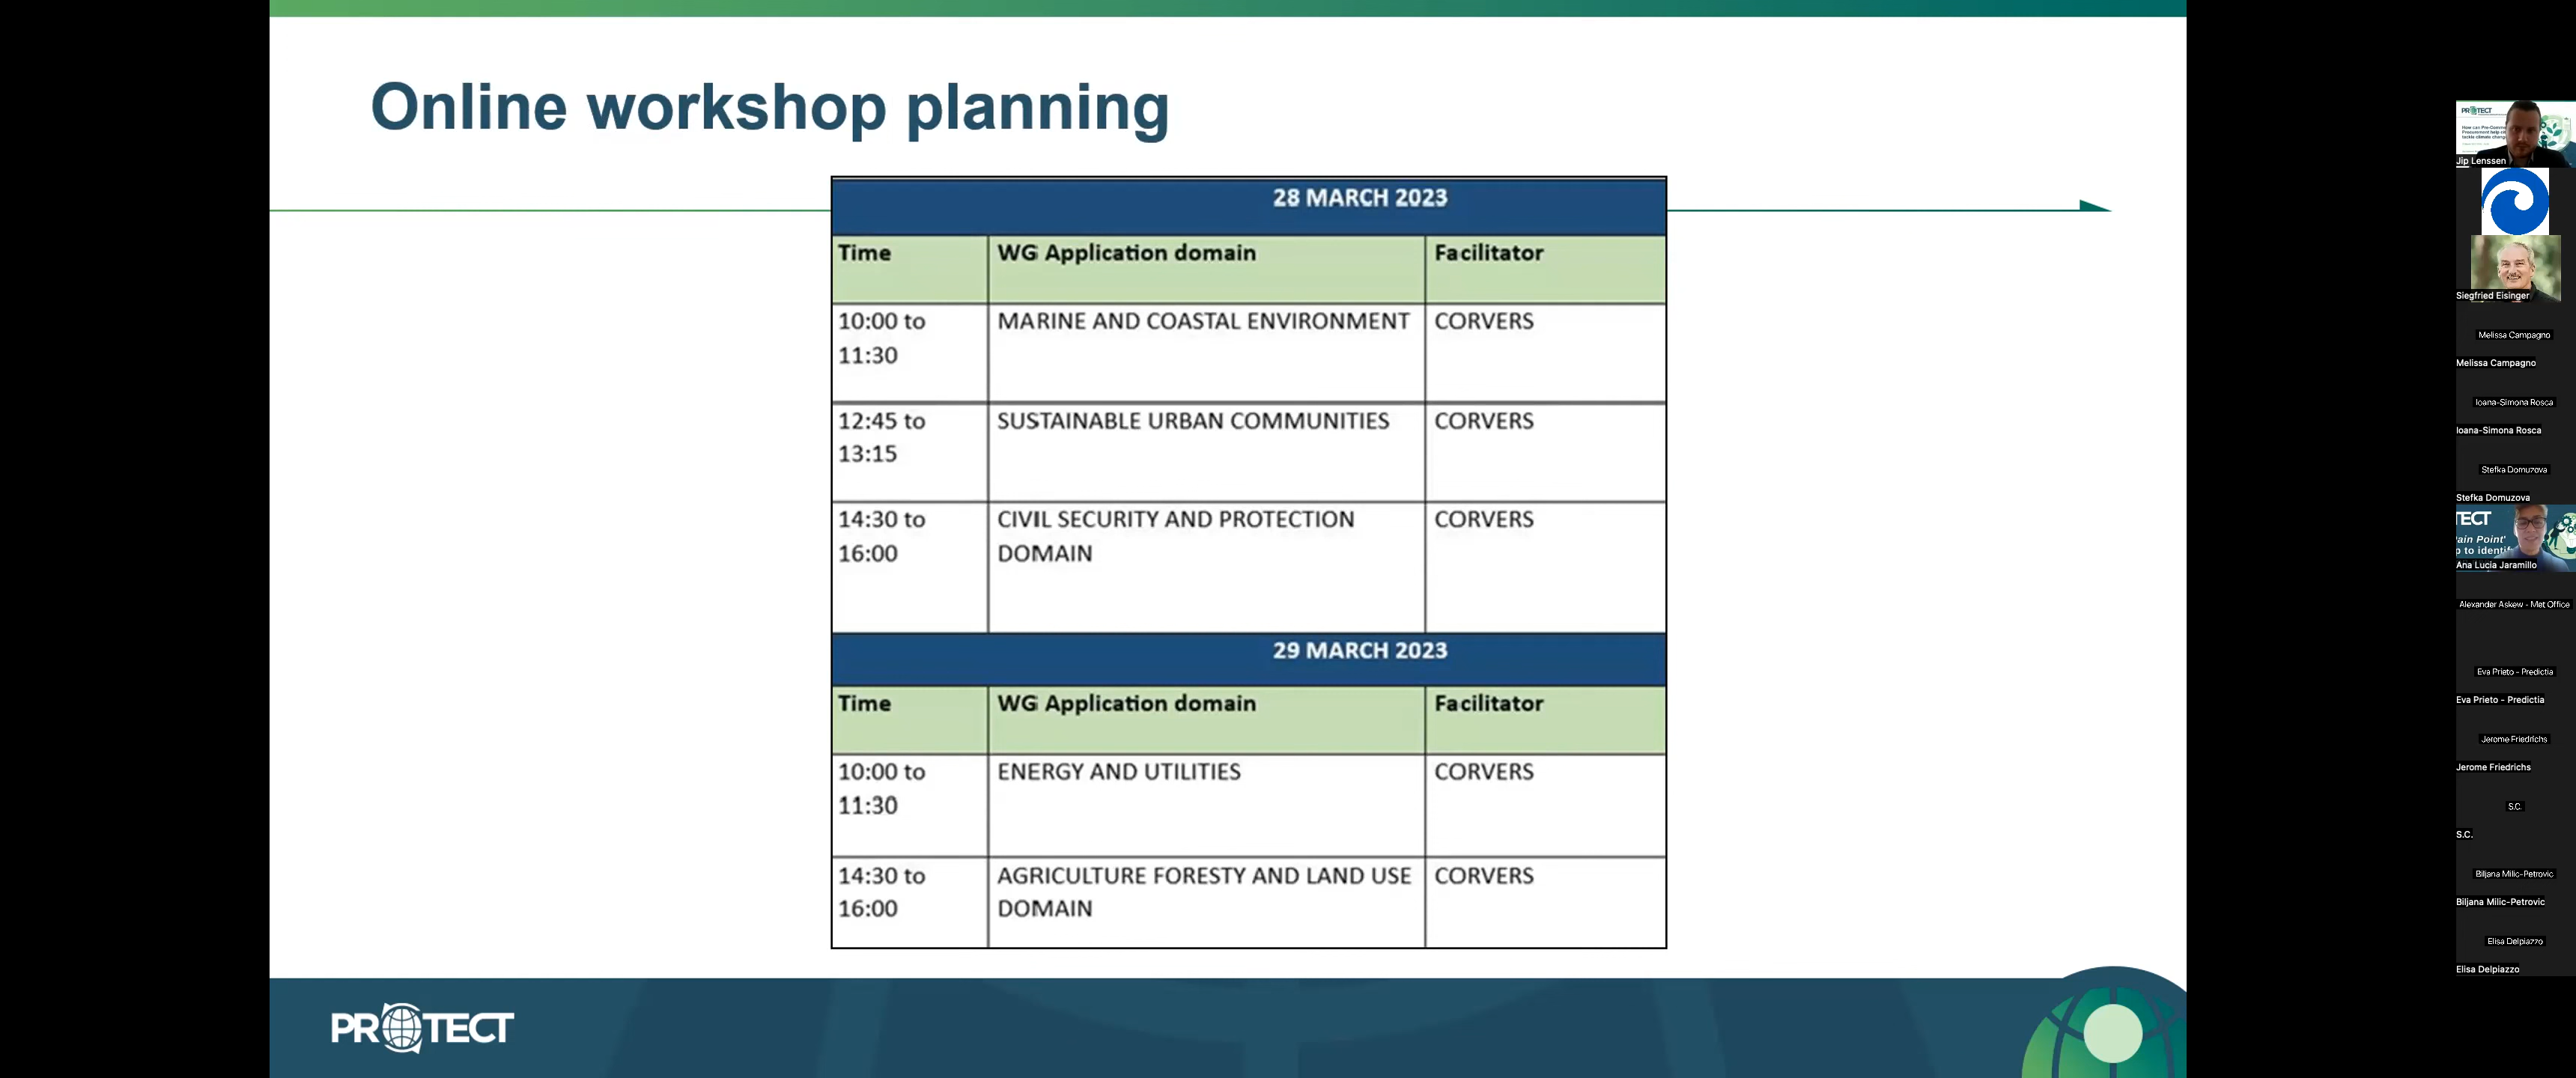 Online workshop planning
28 MARCH 2023
Time WG Application domain Facilitator
10:00 to MARINE AND COASTAL ENVIRONMENT CORVERS
11:30
12:45 to SUSTAINABLE URBAN COMMUNITIES CORVERS
13:15
14:30 to CIVIL SECURITY AND PROTECTION CORVERS
16:00 DOMAIN
29 MARCH 2023
Time WG Application domain Facilitator
10:00 to ENERGY AND UTILITIES CORVERS
11:30
14:30 to AGRICULTURE FORESTY AND LAND USE CORVERS
16:00 DOMAIN
PROTECT
PROTECT
Jip Lenssen
Siegfried Eisinger
Melissa Campagno
Melissa Campagno
Ioana-Simona Rosca
Ioana-Simona Rosca
Stefka Domuzova
Stefka Domuzova
TECT
ain Point'
p to identif
Ana Lucia Jaramillo
Alexander Askew - Met Office
Eva Prieto - Predictia
Eva Prieto - Predictia
Jerome Friedrichs
Jerome Friedrichs
S.C.
S.C.
Biljana Milic-Petrovic
Biljana Milic-Petrovic
Elisa Delpiazzo
Elisa Delpiazzo